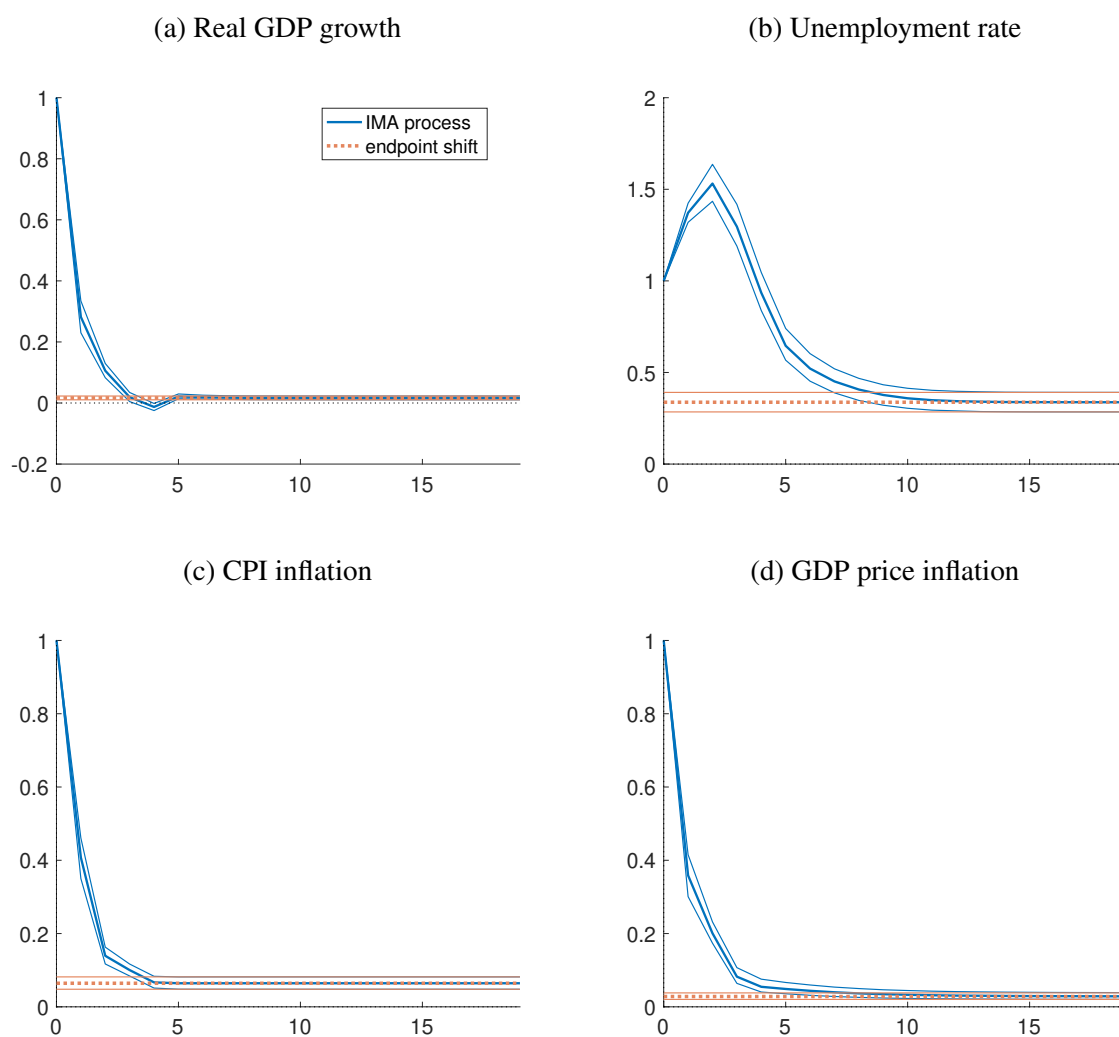 (a) Real GDP growth
(b) Unemployment rate
1
0.8
0.6
0.4
0.2
0
-0.2
0 5 10 15
IMA process
endpoint shift
2
1.5
1
0.5
0
0 5 10 15
(c) CPI inflation
(d) GDP price inflation
1
0.8
0.6
0.4
0.2
0
0 5 10 15
1
0.8
0.6
0.4
0.2
0
0 5 10 15